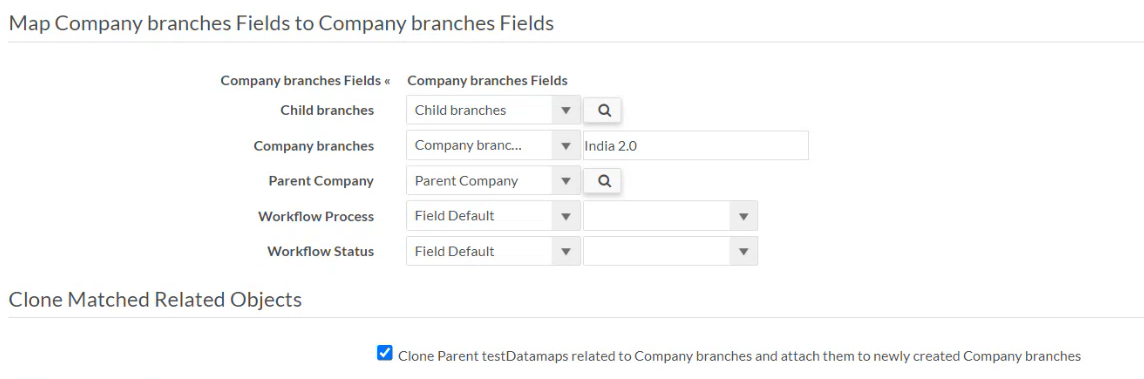 Map Company branches Fields to Company branches Fields
Company branches Fields « Company branches Fields
Child branches Child branches
Company branches Company branc... India 2.0
Parent Company Parent Company
Workflow Process Field Default
Workflow Status Field Default
Clone Matched Related Objects
Clone Parent testDatamaps related to Company branches and attach them to newly created Company branches